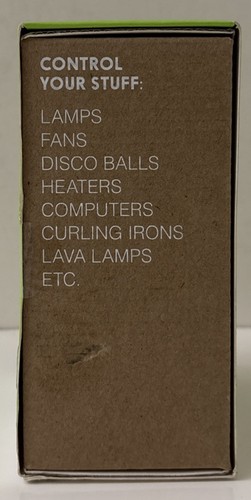 CONTROL
YOUR STUFF:
LAMPS
FANS
DISCO BALLS
HEATERS
COMPUTERS
CURLING IRONS
LAVA LAMPS
ETC.